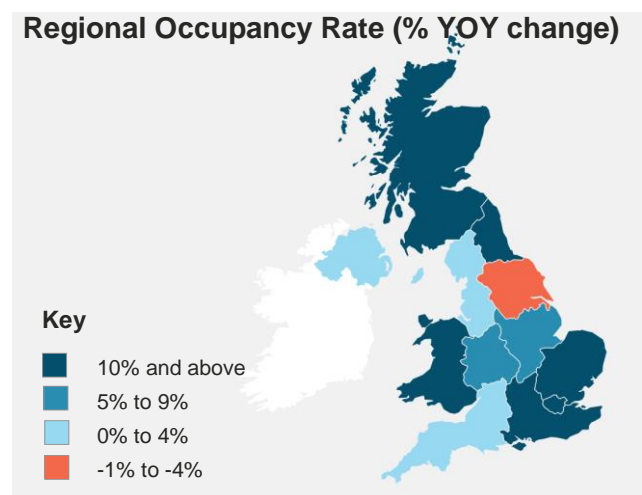 Regional Occupancy Rate (% YOY change)
Key
10% and above
5% to 9%
0% to 4%
-1% to -4%